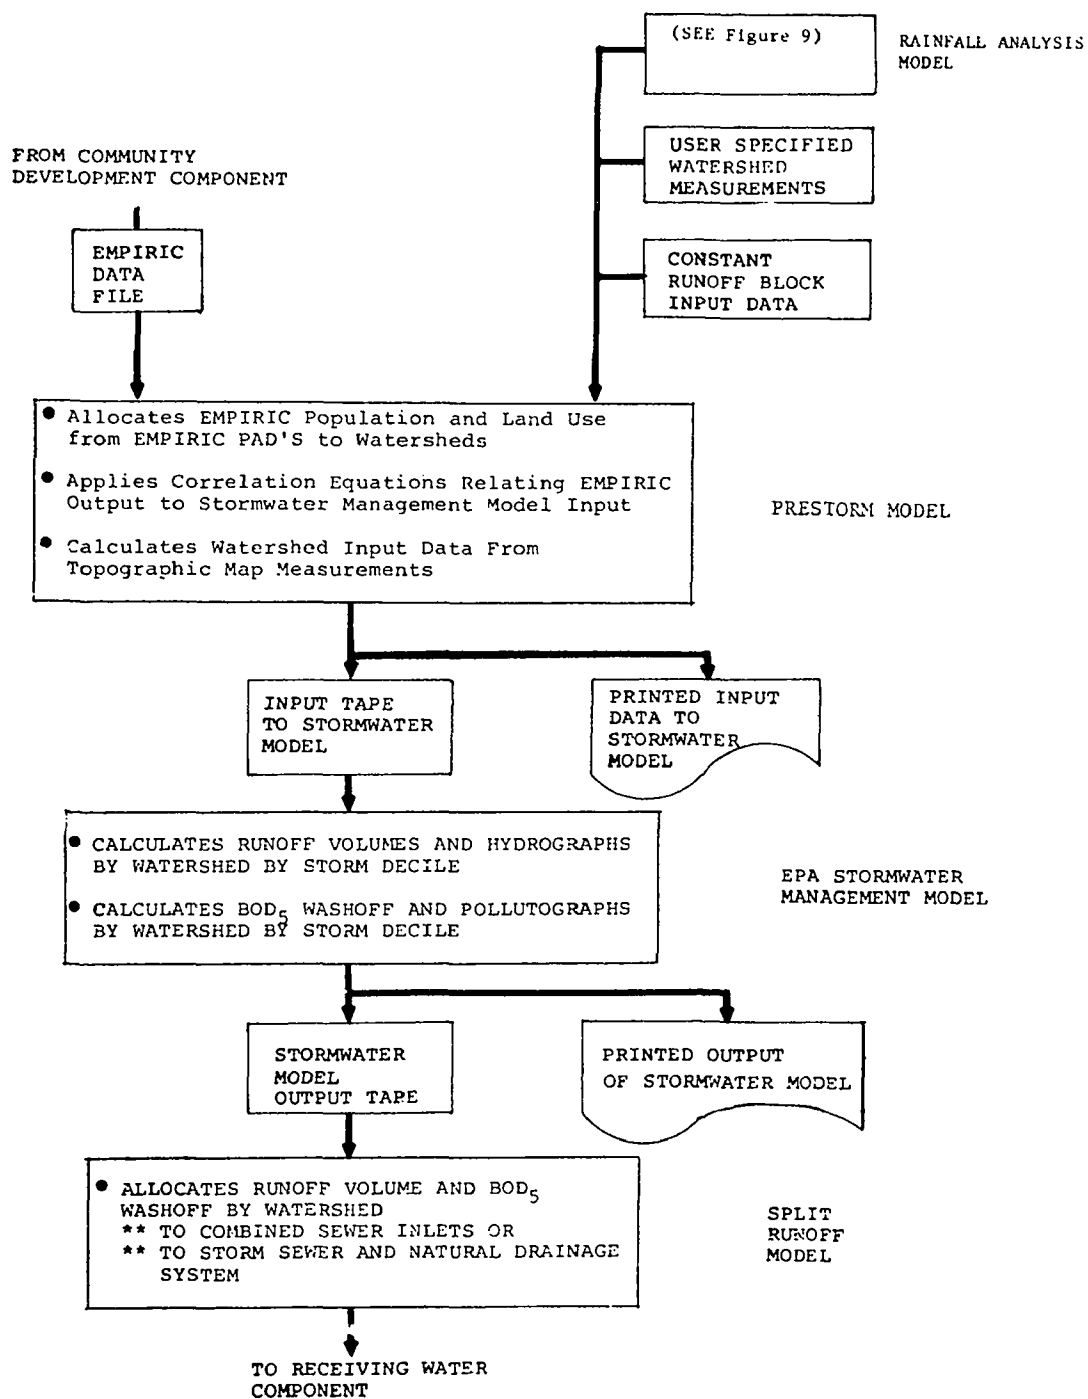 (SEE Figure 9)
RAINFALL ANALYSIS
MODEL
USER SPECIFIED
WATERSHED
MEASUREMENTS
FROM COMMUNITY
DEVELOPMENT COMPONENT
EMPIRIC
DATA
FILE
CONSTANT
RUNOFF BLOCK
INPUT DATA
● Allocates EMPIRIC Population and Land Use
from EMPIRIC PAD'S to Watersheds
● Applies Correlation Equations Relating EMPIRIC
Output to Stormwater Management Model Input
● Calculates Watershed Input Data From
Topographic Map Measurements
PRESTORM MODEL
INPUT TAPE
TO STORMWATER
MODEL
PRINTED INPUT
DATA TO
STORMWATER
MODEL
● CALCULATES RUNOFF VOLUMES AND HYDROGRAPHS
BY WATERSHED BY STORM DECILE
● CALCULATES BOD5 WASHOFF AND POLLUTOGRAPHS
BY WATERSHED BY STORM DECILE
EPA STORMWATER
MANAGEMENT MODEL
STORMWATER
MODEL
OUTPUT TAPE
PRINTED OUTPUT
OF STORMWATER MODEL
● ALLOCATES RUNOFF VOLUME AND BOD5
WASHOFF BY WATERSHED
** TO COMBINED SEWER INLETS OR
** TO STORM SEWER AND NATURAL DRAINAGE
SYSTEM
SPLIT
RUNOFF
MODEL
TO RECEIVING WATER
COMPONENT